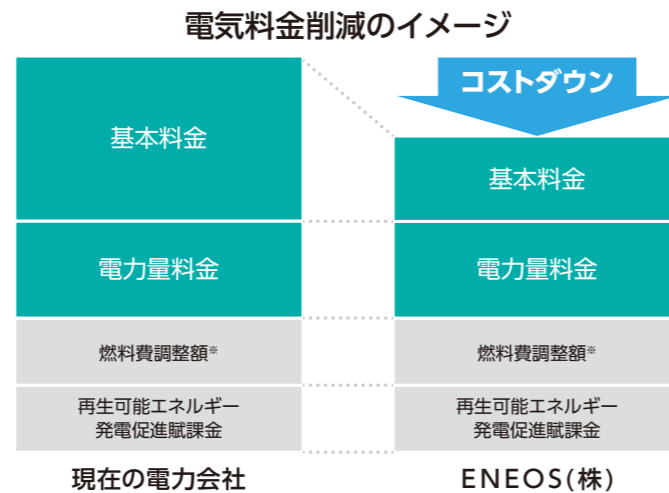 電気料金削減のイメージ
コストダウン
基本料金
基本料金
電力量料金
電力量料金
燃料費調整額※
燃料費調整額※
再生可能エネルギー
発電促進賦課金
再生可能エネルギー
発電促進賦課金
現在の電力会社
ENEOS(株)